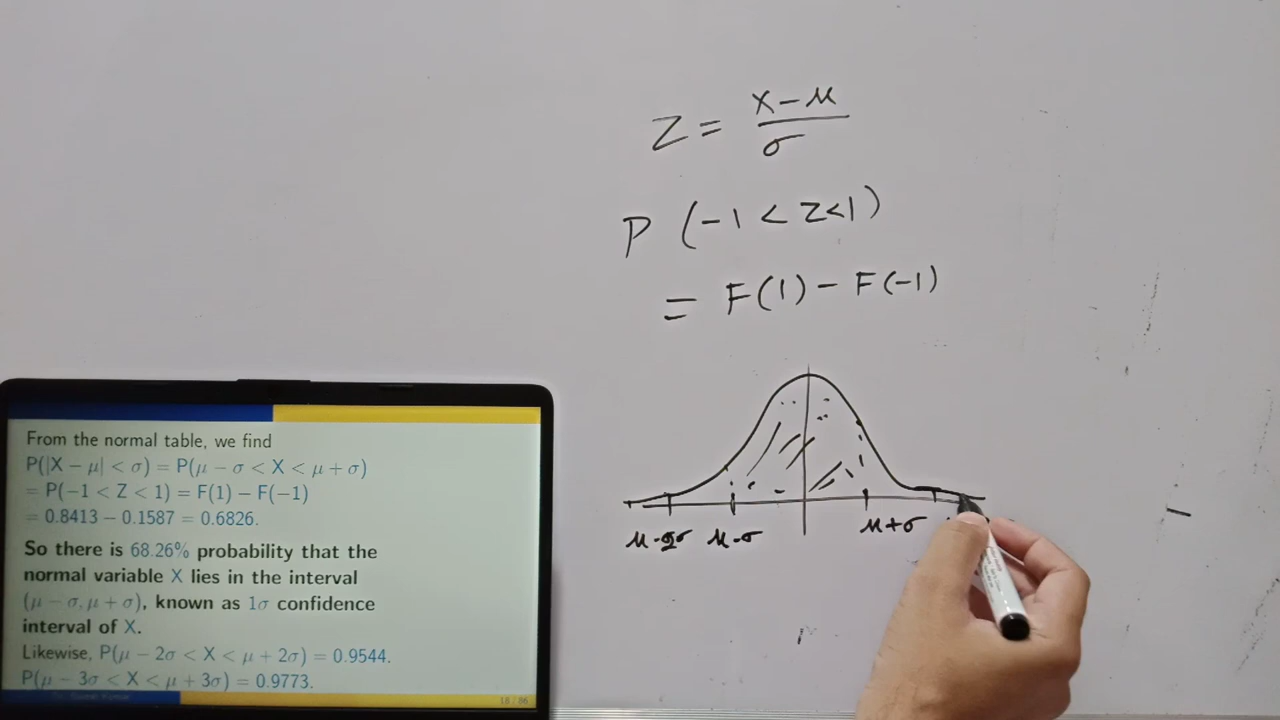 Z = X-μ/σ
P (-1 < Z < 1)
= F(1) - F(-1)
μ-2σ μ-σ μ+σ
From the normal table, we find
P(|X − μ| < σ) = P(μ − σ < X < μ + σ)
= P(−1 < Z < 1) = F(1) − F(−1)
= 0.8413 − 0.1587 = 0.6826.
So there is 68.26% probability that the
normal variable X lies in the interval
(μ − σ, μ + σ), known as 1σ confidence
interval of X.
Likewise, P(μ − 2σ < X < μ + 2σ) = 0.9544.
P(μ − 3σ < X < μ + 3σ) = 0.9773.
18 / 86